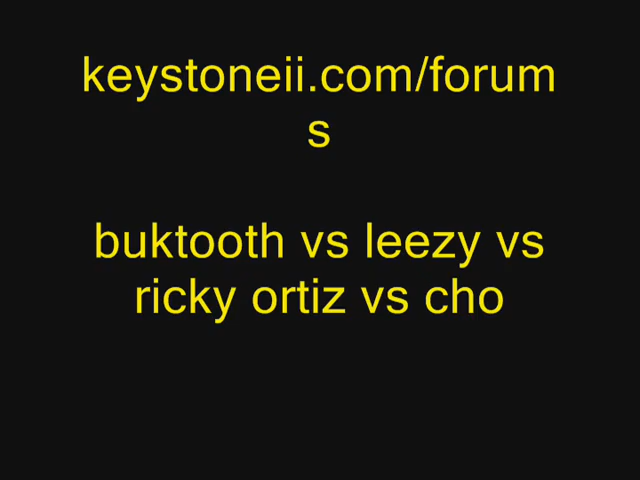 keystoneii.com/forum
s
buktooth vs leezy vs
ricky ortiz vs cho